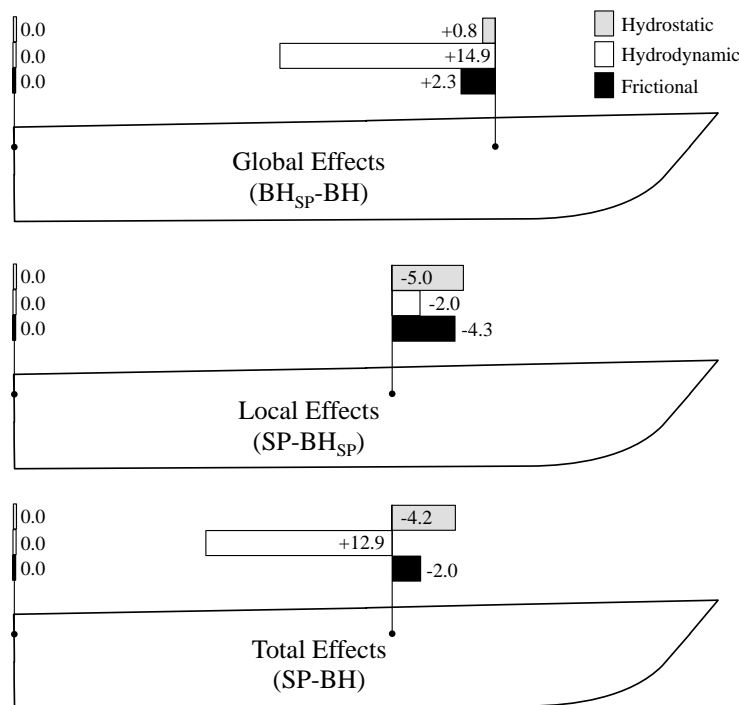 0.0
+0.8
Hydrostatic
0.0
+14.9
Hydrodynamic
0.0
+2.3
Frictional
Global Effects
(BH_SP-BH)
0.0
-5.0
0.0
-2.0
0.0
-4.3
Local Effects
(SP-BH_SP)
0.0
-4.2
0.0
+12.9
0.0
-2.0
Total Effects
(SP-BH)